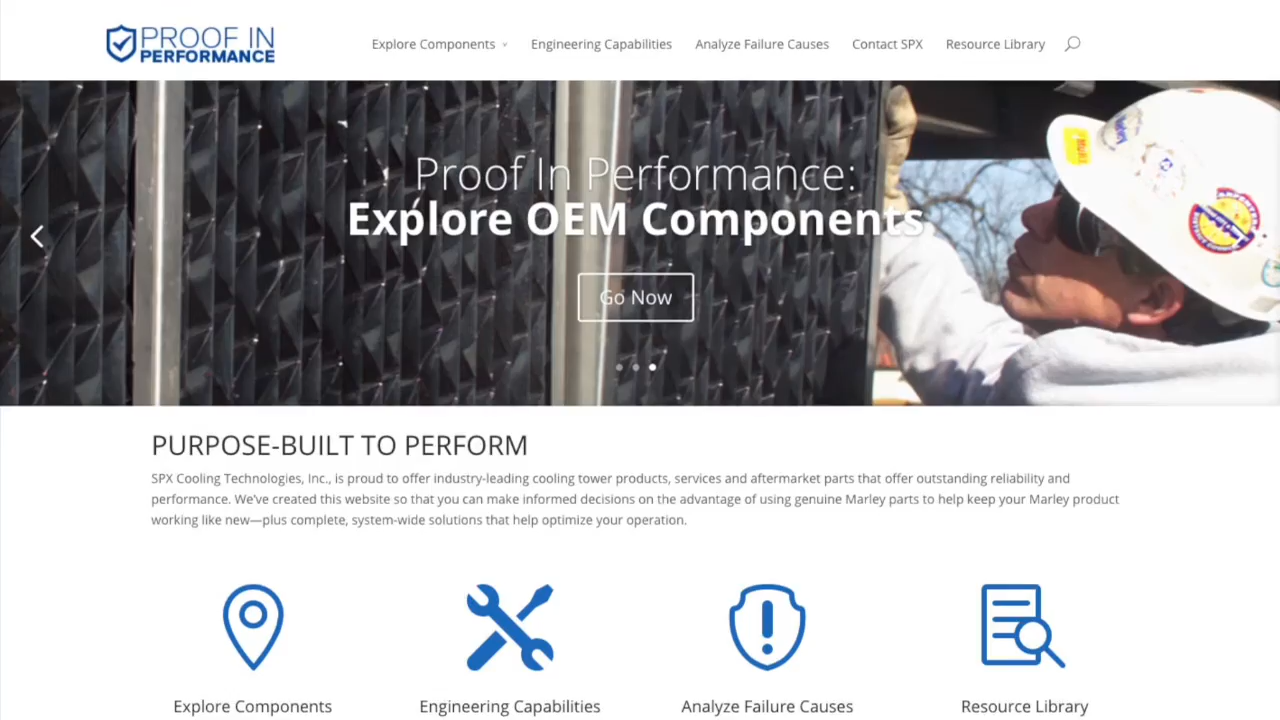 PROOF IN
PERFORMANCE
Explore Components
Engineering Capabilities
Analyze Failure Causes
Contact SPX
Resource Library
Proof In Performance:
Explore OEM Components
Go Now
PURPOSE-BUILT TO PERFORM
SPX Cooling Technologies, Inc., is proud to offer industry-leading cooling tower products, services and aftermarket parts that offer outstanding reliability and
performance. We've created this website so that you can make informed decisions on the advantage of using genuine Marley parts to help keep your Marley product
working like new—plus complete, system-wide solutions that help optimize your operation.
Explore Components
Engineering Capabilities
Analyze Failure Causes
Resource Library